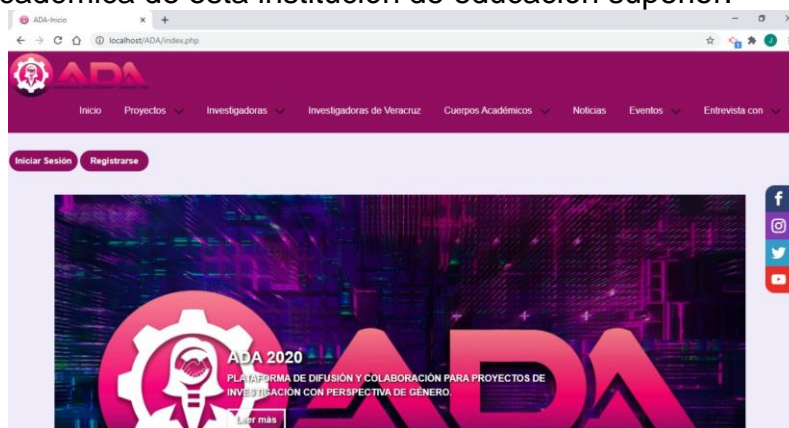 académica de esta institución de educación superior.
ADA-Inicio
localhost/ADA/index.php
ADA
Inicio Proyectos Investigadoras Investigadoras de Veracruz Cuerpos Académicos Noticias Eventos Entrevista con
Iniciar Sesión Registrarse
ADA
ADA 2020
PLATAFORMA DE DIFUSIÓN Y COLABORACIÓN PARA PROYECTOS DE
INVESTIGACIÓN CON PERSPECTIVA DE GÉNERO.
Leer más